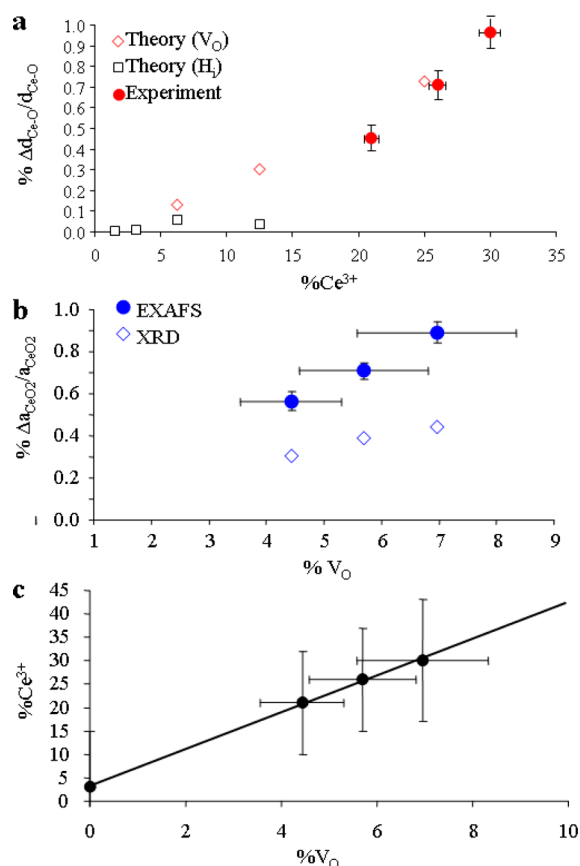 a
1.0
0.9
0.8
0.7
0.6
0.5
0.4
0.3
0.2
0.1
0.0
% Δd_Ce-O/d_Ce-O
Theory (V_O)
Theory (H_i)
Experiment
0 5 10 15 20 25 30 35
%Ce³⁺
b
1.0
0.8
0.6
0.4
0.2
0.0
% Δa_CeO2/a_CeO2
EXAFS
XRD
1 2 3 4 5 6 7 8 9
% V_O
c
45
40
35
30
25
20
15
10
5
0
%Ce³⁺
0 2 4 6 8 10
%V_O